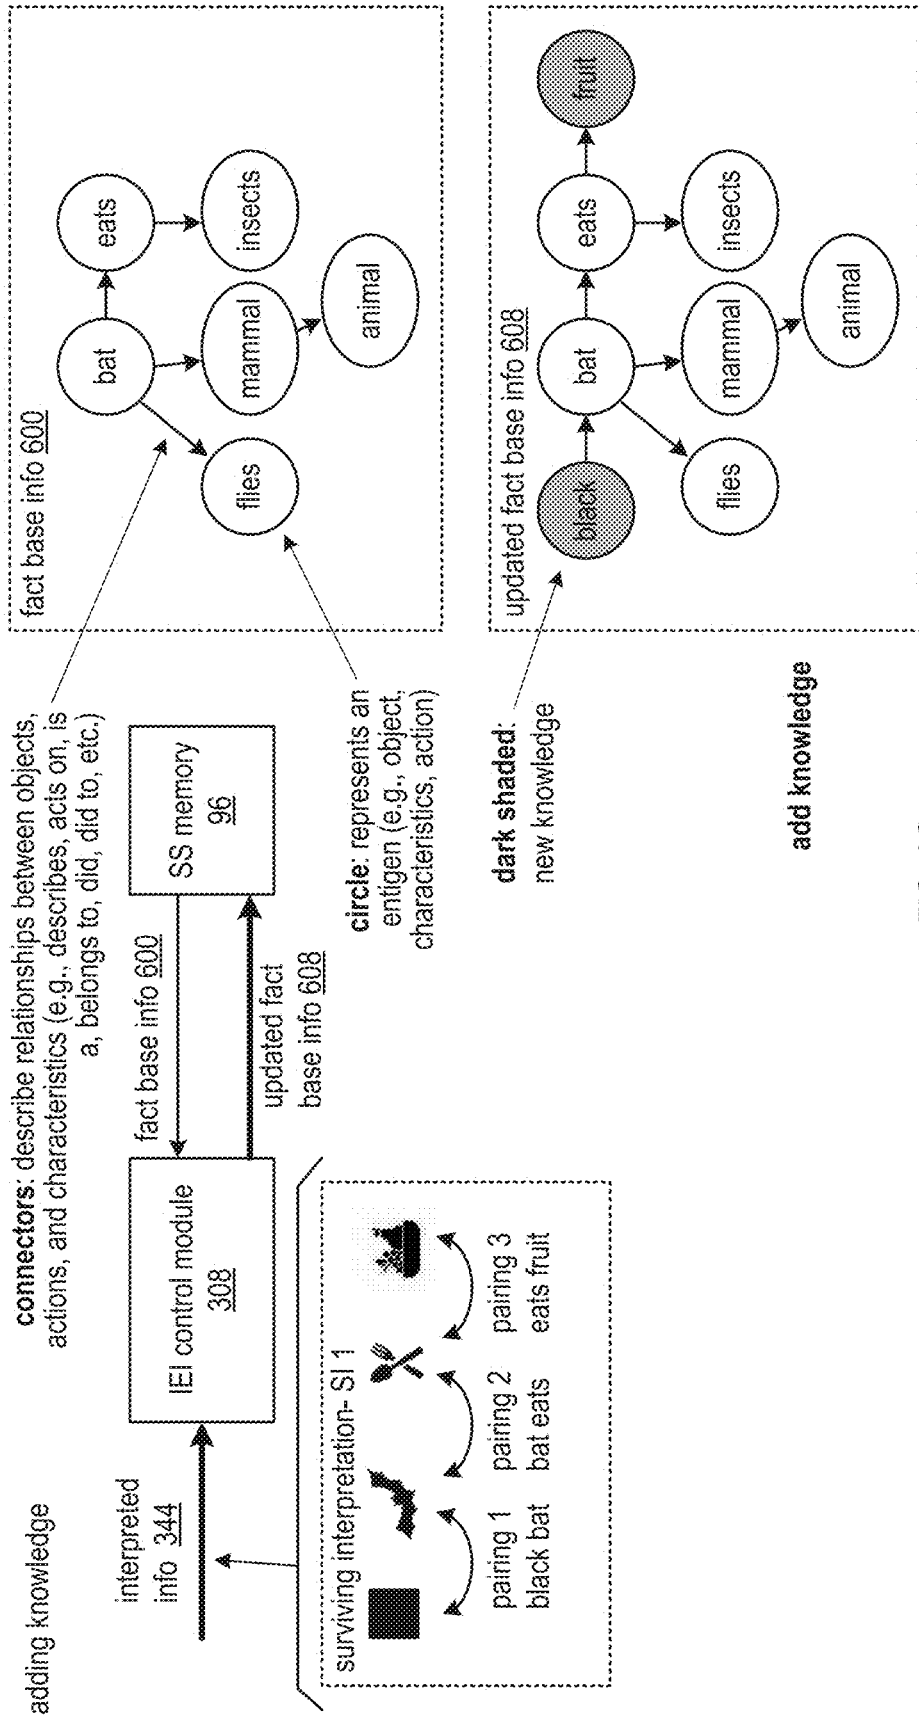 adding knowledge
connectors: describe relationships between objects,
actions, and characteristics (e.g., describes, acts on, is
a, belongs to, did, did to, etc.)
interpreted
info 344
IEI control module
308
fact base info 600
updated fact
base info 608
SS memory
96
circle: represents an
entigen (e.g., object,
characteristics, action)
surviving interpretation- SI 1
pairing 1
black bat
pairing 2
bat eats
pairing 3
eats fruit
fact base info 600
bat
eats
flies
mammal
insects
animal
dark shaded:
new knowledge
updated fact base info 608
black
bat
eats
fruit
flies
mammal
insects
animal
add knowledge